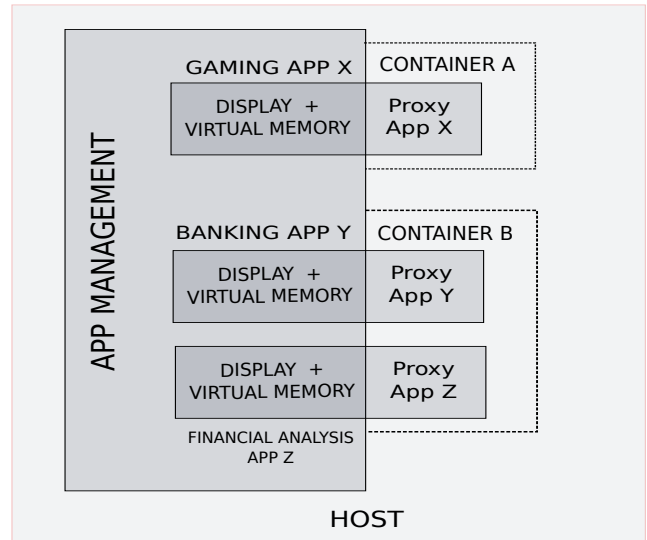 GAMING APP X
CONTAINER A
DISPLAY +
VIRTUAL MEMORY
Proxy
App X
APP MANAGEMENT
BANKING APP Y
CONTAINER B
DISPLAY +
VIRTUAL MEMORY
Proxy
App Y
DISPLAY +
VIRTUAL MEMORY
Proxy
App Z
FINANCIAL ANALYSIS
APP Z
HOST